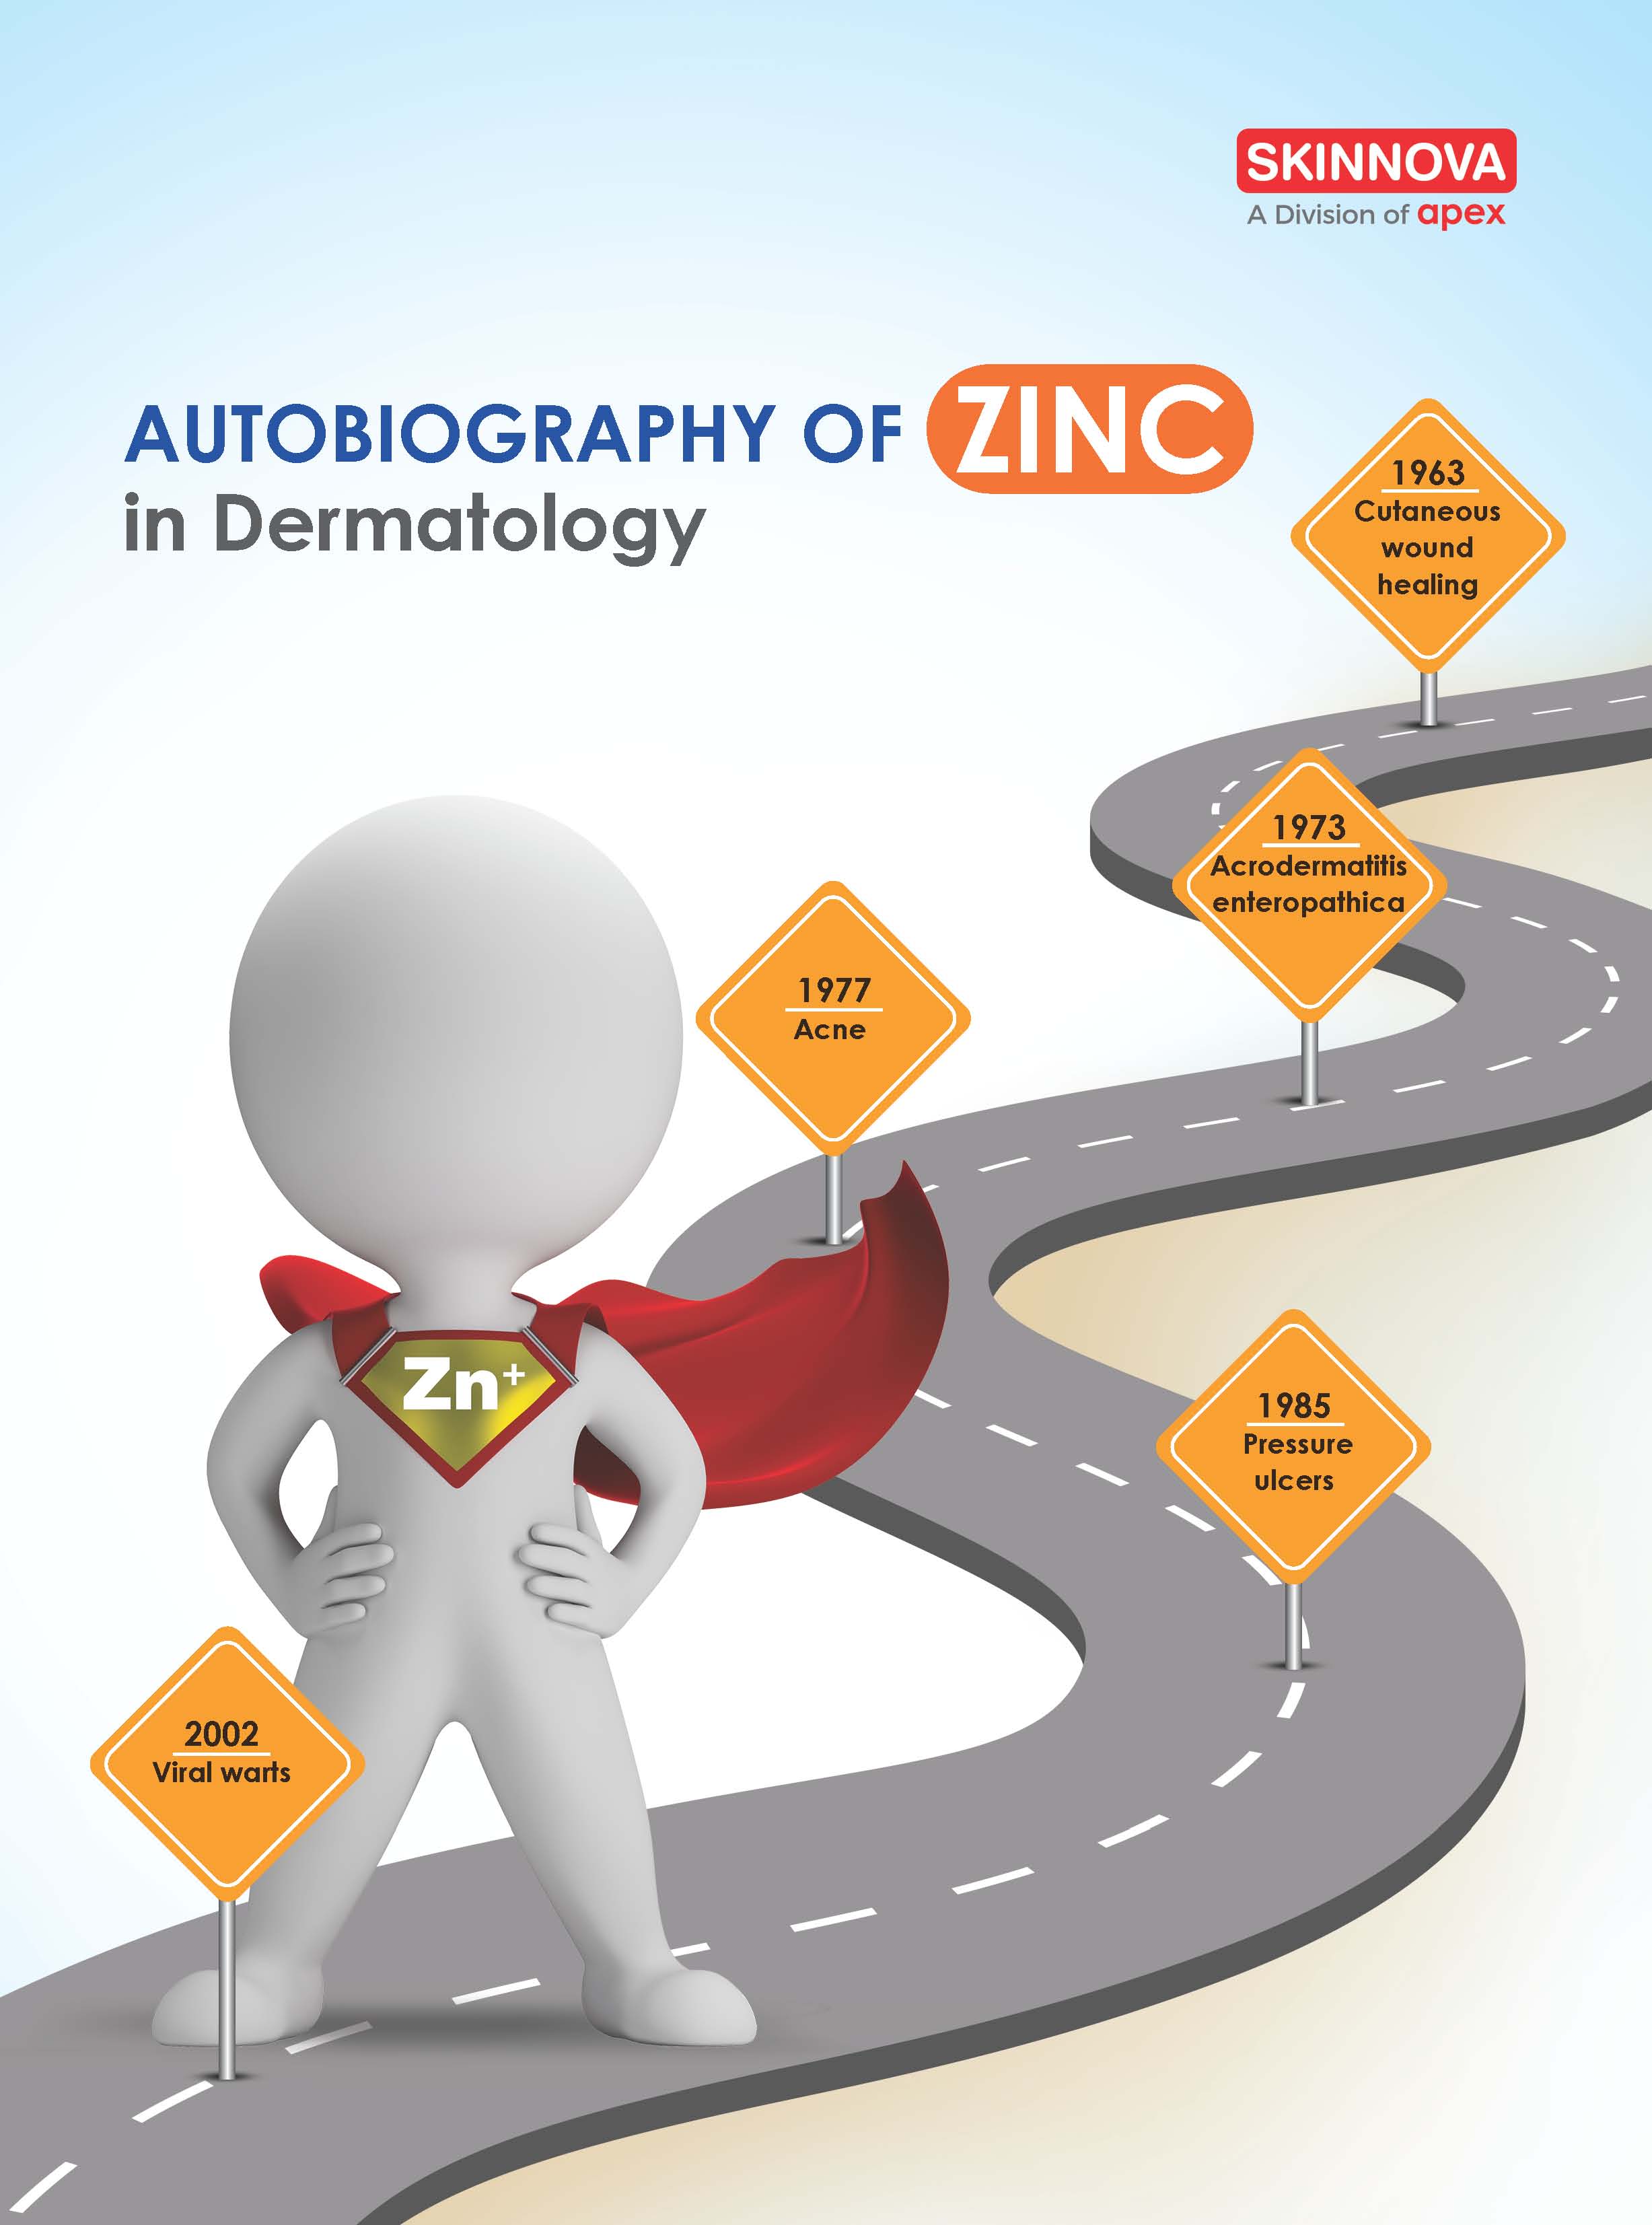 SKINNOVA
A Division of apex
AUTOBIOGRAPHY OF ZINC
in Dermatology
1963
Cutaneous
wound
healing
1973
Acrodermatitis
enteropathica
1977
Acne
1985
Pressure
ulcers
Zn+
2002
Viral warts